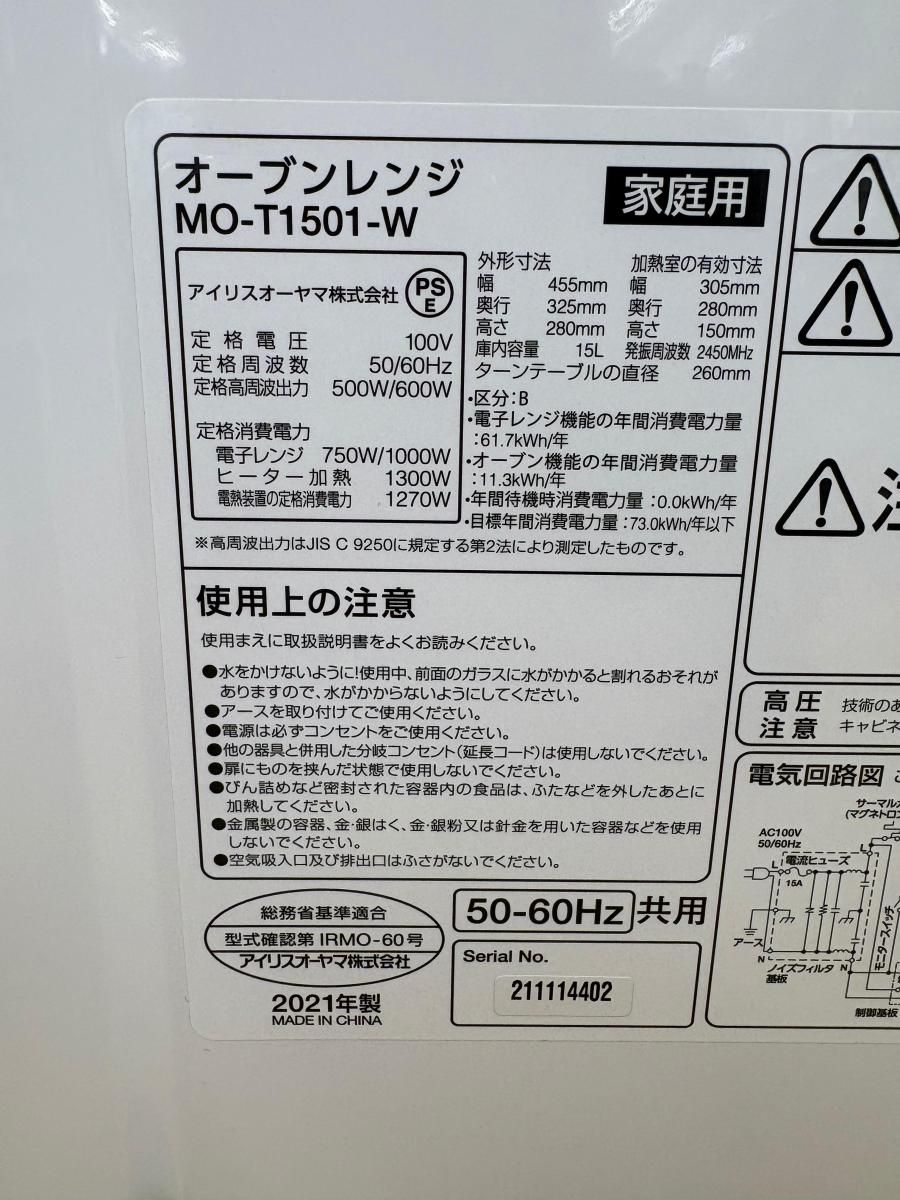 オーブンレンジ
MO-T1501-W
家庭用
アイリスオーヤマ株式会社
PS
E
定格電圧 100V
定格周波数 50/60Hz
定格高周波出力 500W/600W
定格消費電力
電子レンジ 750W/1000W
ヒーター加熱 1300W
電熱装置の定格消費電力 1270W
外形寸法
幅 455mm
奥行 325mm
高さ 280mm
庫内容量 15L
加熱室の有効寸法
幅 305mm
奥行 280mm
高さ 150mm
発振周波数 2450MHz
ターンテーブルの直径 260mm
・区分:B
・電子レンジ機能の年間消費電力量
:61.7kWh/年
・オーブン機能の年間消費電力量
:11.3kWh/年
・年間待機時消費電力量:0.0kWh/年
・目標年間消費電力量:73.0kWh/年以下
※高周波出力はJIS C 9250に規定する第2法により測定したものです。
使用上の注意
使用まえに取扱説明書をよくお読みください。
●水をかけないように!使用中、前面のガラスに水がかかると割れるおそれが
ありますので、水がかからないようにしてください。
●アースを取り付けてご使用ください。
●電源は必ずコンセントをご使用ください。
●他の器具と併用した分岐コンセント(延長コード)は使用しないでください。
●扉にものを挟んだ状態で使用しないでください。
●びん詰めなど密封された容器内の食品は、ふたなどを外したあとに
加熱してください。
●金属製の容器、金・銀はく、金・銀粉又は針金を用いた容器などを使用
しないでください。
●空気吸入口及び排出口はふさがないでください。
総務省基準適合
型式確認第 IRMO-60号
アイリスオーヤマ株式会社
2021年製
MADE IN CHINA
50-60Hz 共用
Serial No.
211114402
高圧
注意
技術のあ
キャビネ
電気回路図
サーマルカ
(マグネトロン
AC100V
50/60Hz
L
電流ヒューズ
15A
L
アース
N
ノイズフィルタ
基板
N
モニタースイッチ
制御基板